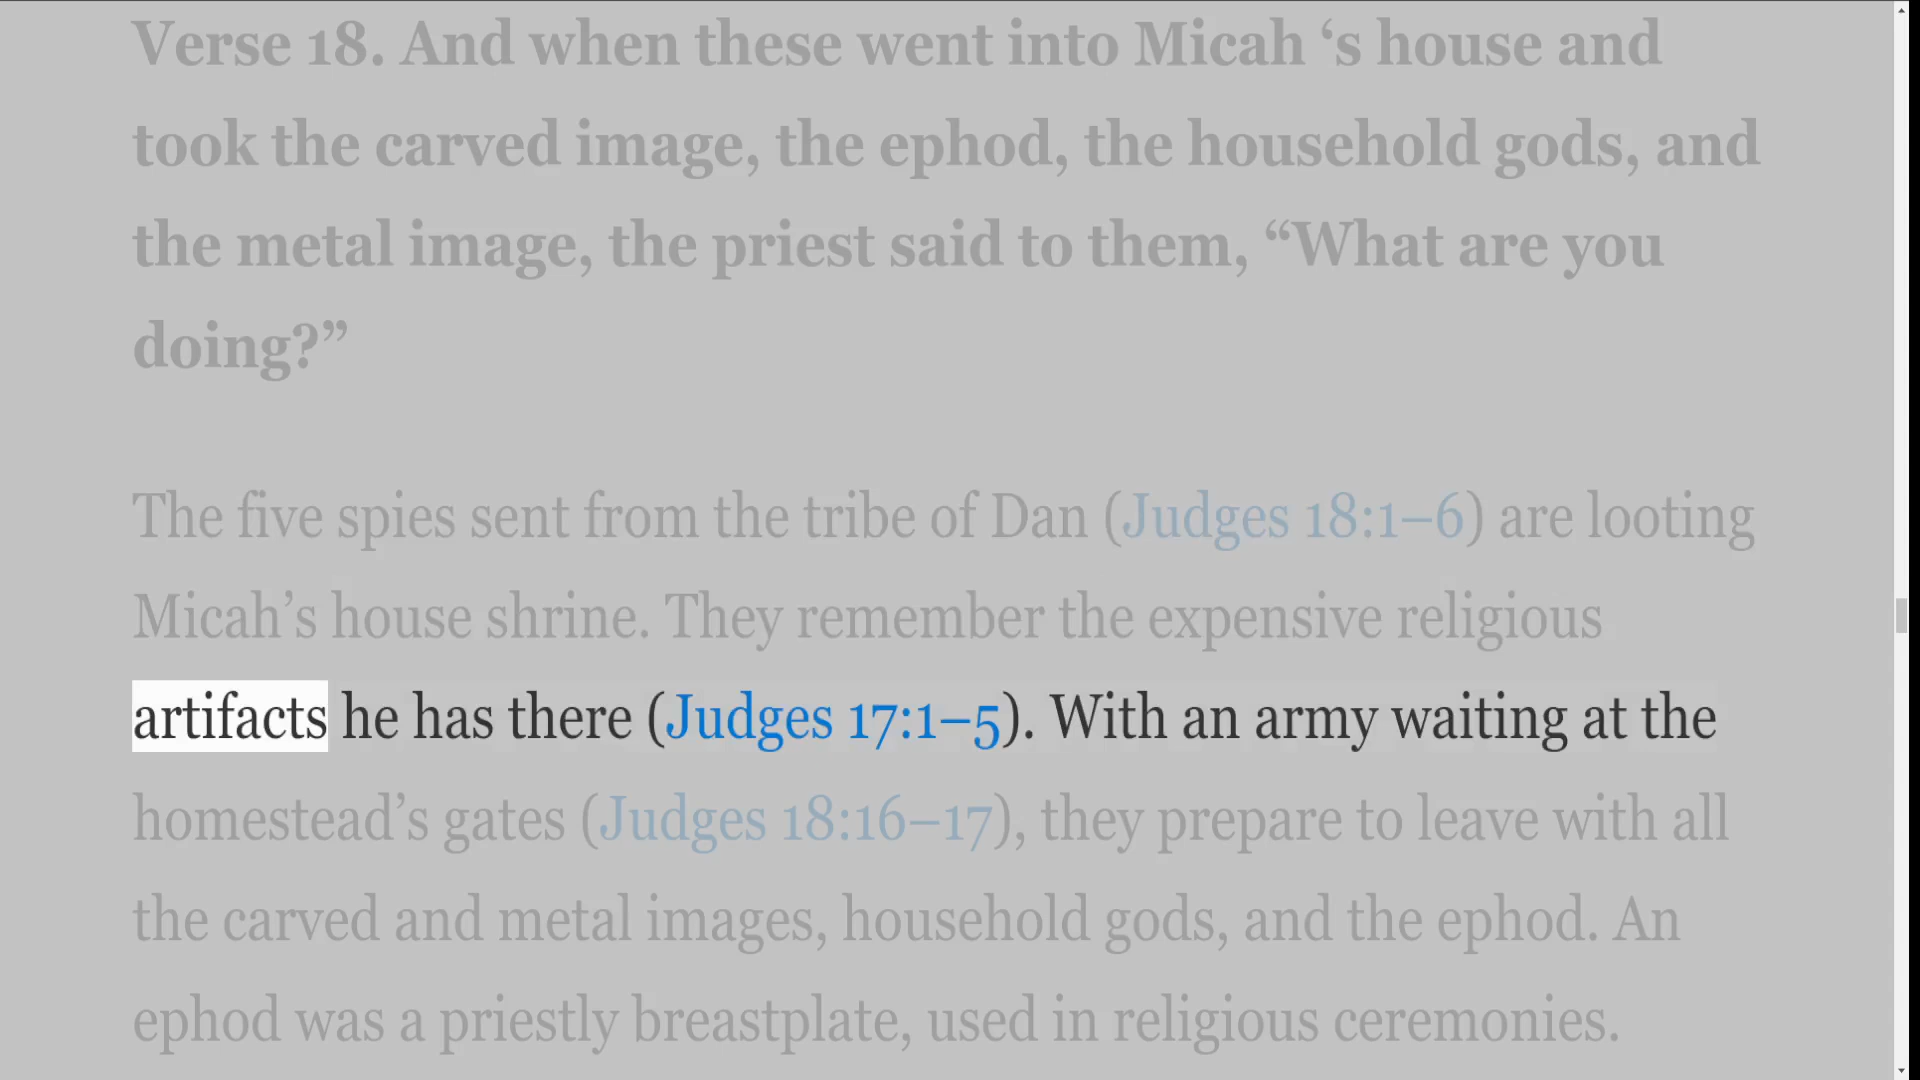 Verse 18. And when these went into Micah ‘s house and
took the carved image, the ephod, the household gods, and
the metal image, the priest said to them, “What are you
doing?”
The five spies sent from the tribe of Dan (Judges 18:1–6) are looting
Micah’s house shrine. They remember the expensive religious
artifacts he has there (Judges 17:1–5). With an army waiting at the
homestead’s gates (Judges 18:16–17), they prepare to leave with all
the carved and metal images, household gods, and the ephod. An
ephod was a priestly breastplate, used in religious ceremonies.